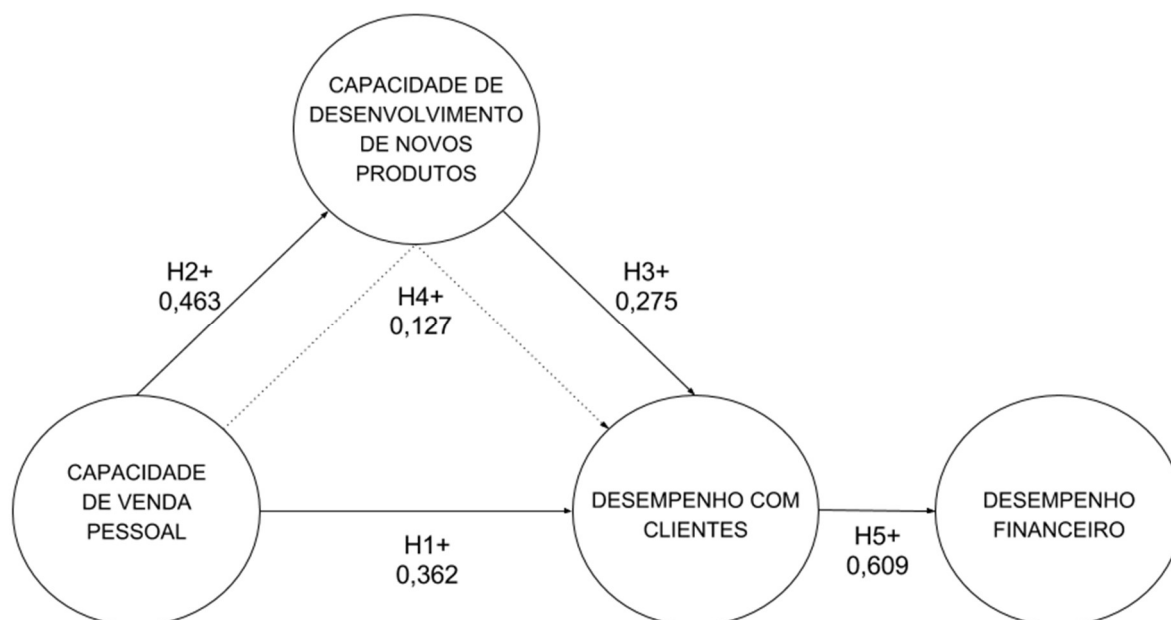 CAPACIDADE DE
DESENVOLVIMENTO
DE NOVOS
PRODUTOS
H2+
0,463
H4+
0,127
H3+
0,275
CAPACIDADE
DE VENDA
PESSOAL
H1+
0,362
DESEMPENHO COM
CLIENTES
H5+
0,609
DESEMPENHO
FINANCEIRO